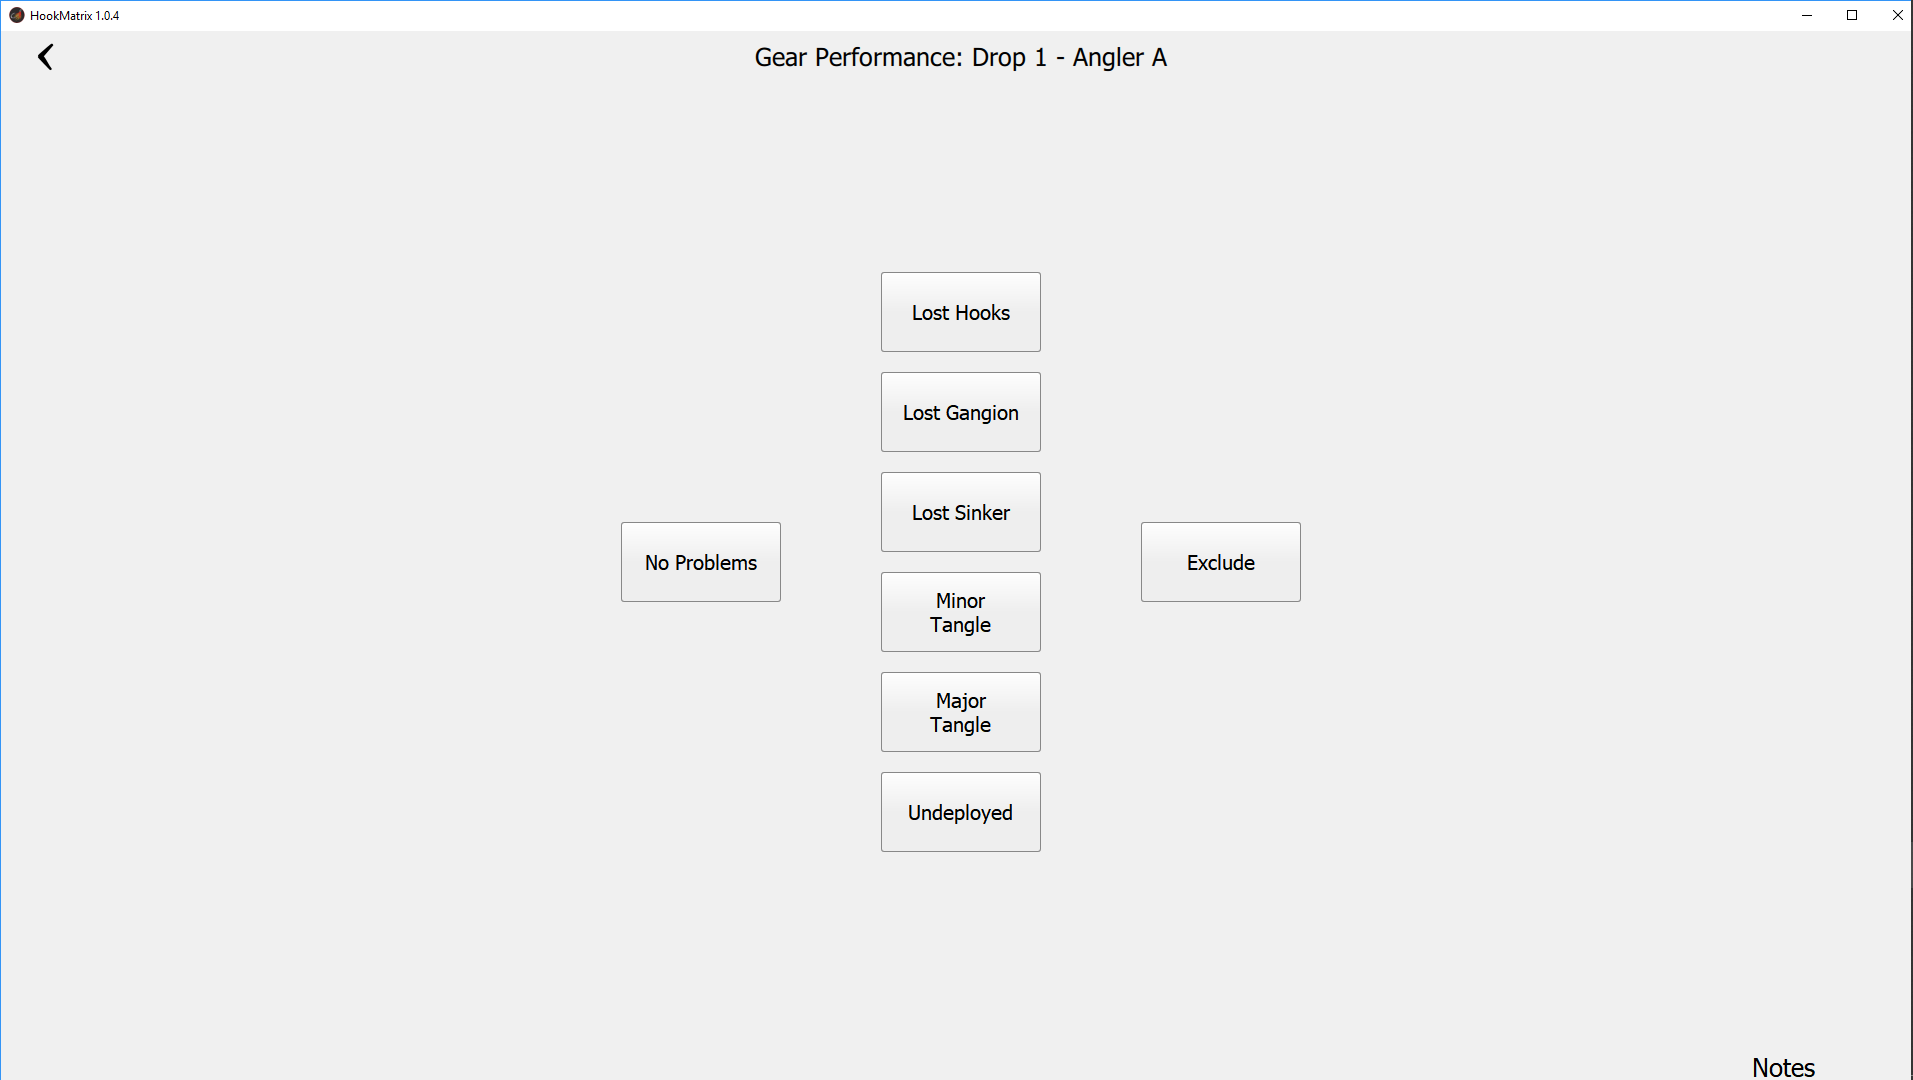 HookMatrix 1.0.4
Gear Performance: Drop 1 - Angler A
Lost Hooks
Lost Gangion
Lost Sinker
No Problems
Exclude
Minor
Tangle
Major
Tangle
Undeployed
Notes